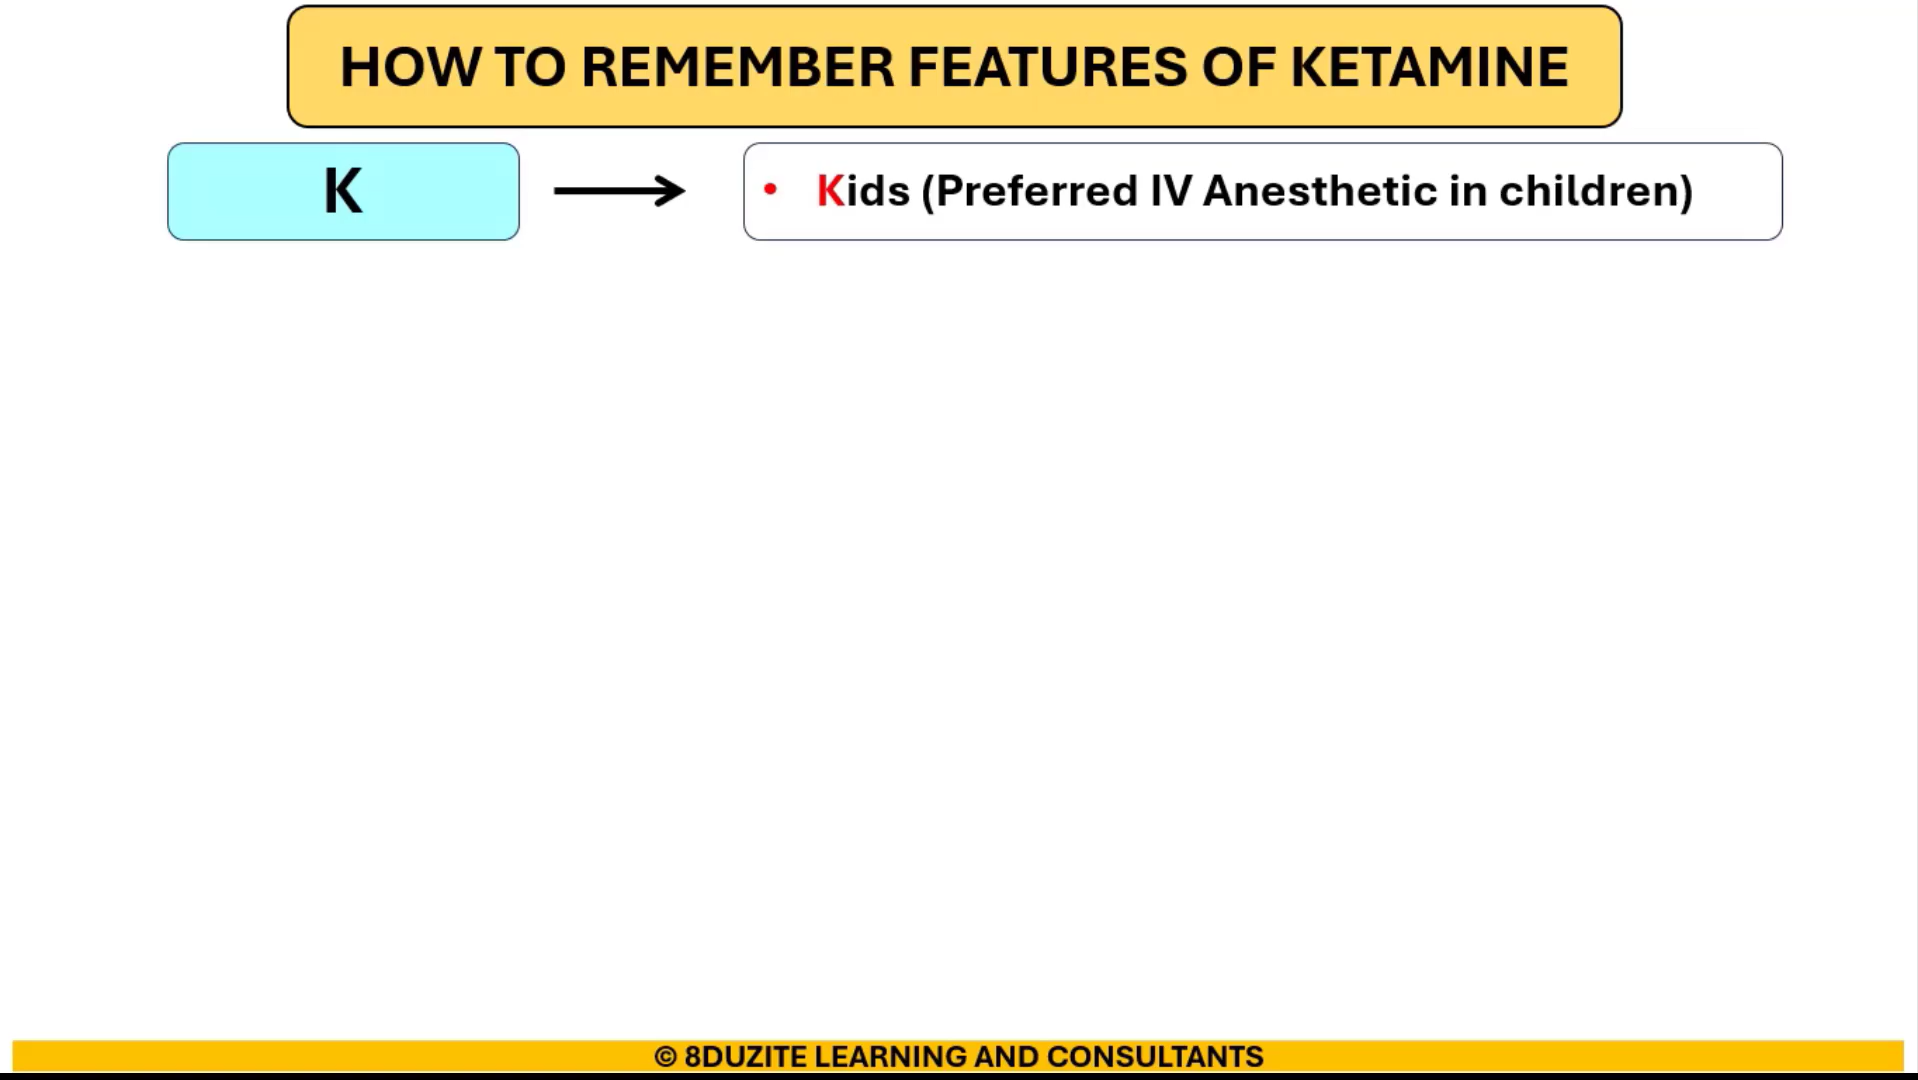 HOW TO REMEMBER FEATURES OF KETAMINE
K
• Kids (Preferred IV Anesthetic in children)
© 8DUZITE LEARNING AND CONSULTANTS